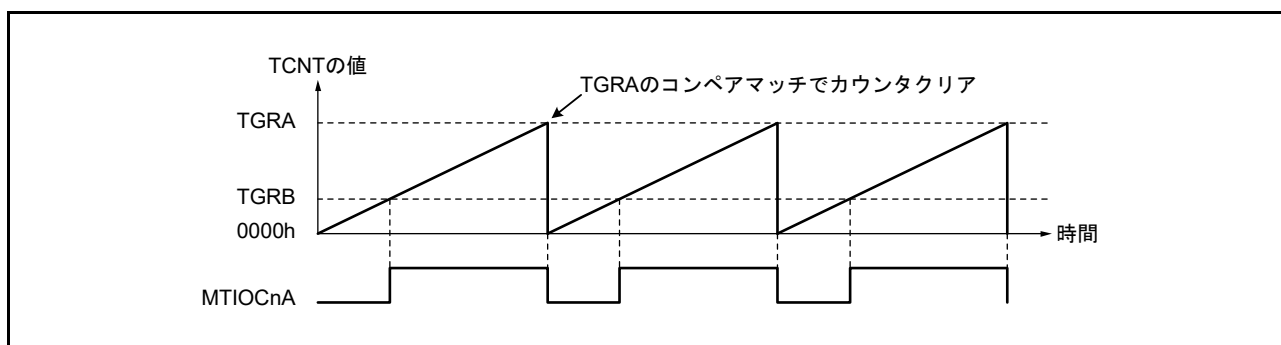 TCNTの値
TGRAのコンペアマッチでカウンタクリア
TGRA
TGRB
0000h
時間
MTIOCnA